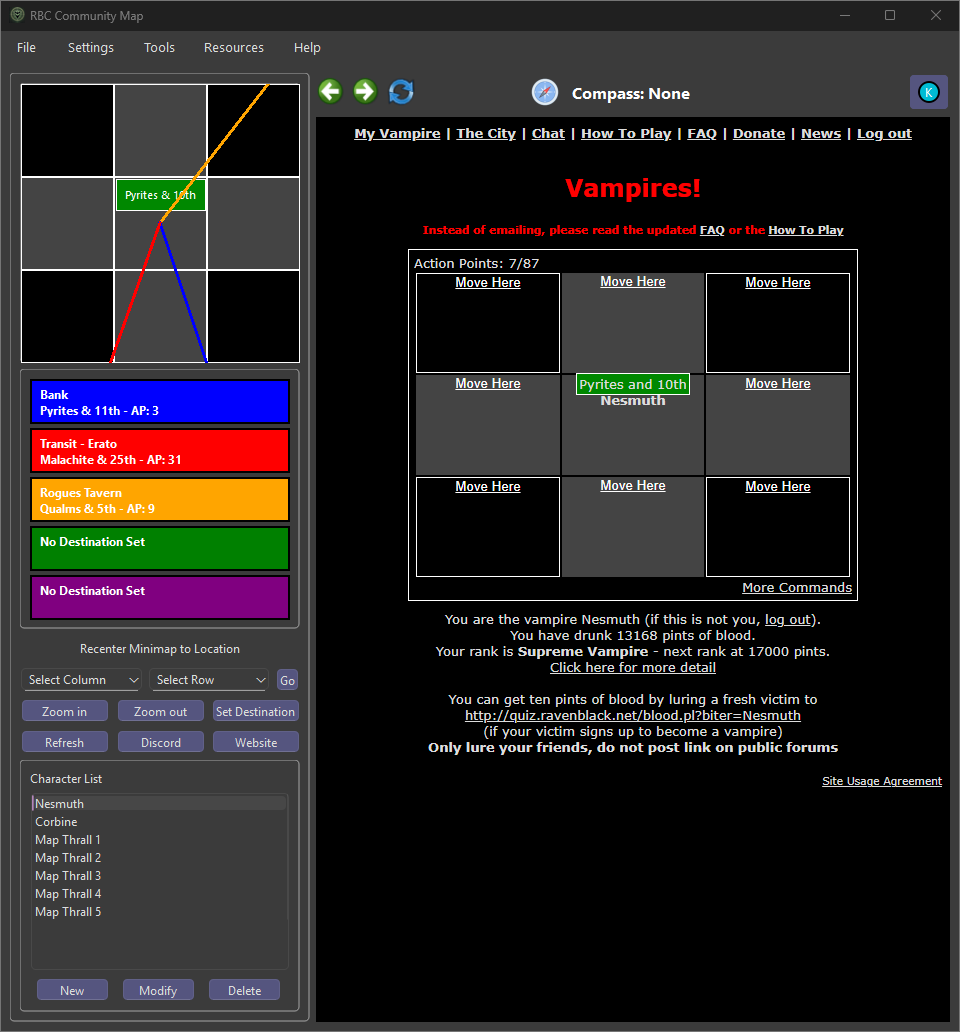 RBC Community Map
File Settings Tools Resources Help
Pyrites & 10th
Bank
Pyrites & 11th - AP: 3
Transit - Erato
Malachite & 25th - AP: 31
Rogues Tavern
Qualms & 5th - AP: 9
No Destination Set
No Destination Set
Recenter Minimap to Location
Select Column Select Row Go
Zoom in Zoom out Set Destination
Refresh Discord Website
Character List
Nesmuth
Corbine
Map Thrall 1
Map Thrall 2
Map Thrall 3
Map Thrall 4
Map Thrall 5
New Modify Delete
Compass: None
K
My Vampire | The City | Chat | How To Play | FAQ | Donate | News | Log out
Vampires!
Instead of emailing, please read the updated FAQ or the How To Play
Action Points: 7/87
Move Here Move Here Move Here
Move Here Pyrites and 10th Move Here
Nesmuth
Move Here Move Here Move Here
More Commands
You are the vampire Nesmuth (if this is not you, log out).
You have drunk 13168 pints of blood.
Your rank is Supreme Vampire - next rank at 17000 pints.
Click here for more detail
You can get ten pints of blood by luring a fresh victim to
http://quiz.ravenblack.net/blood.pl?biter=Nesmuth
(if your victim signs up to become a vampire)
Only lure your friends, do not post link on public forums
Site Usage Agreement